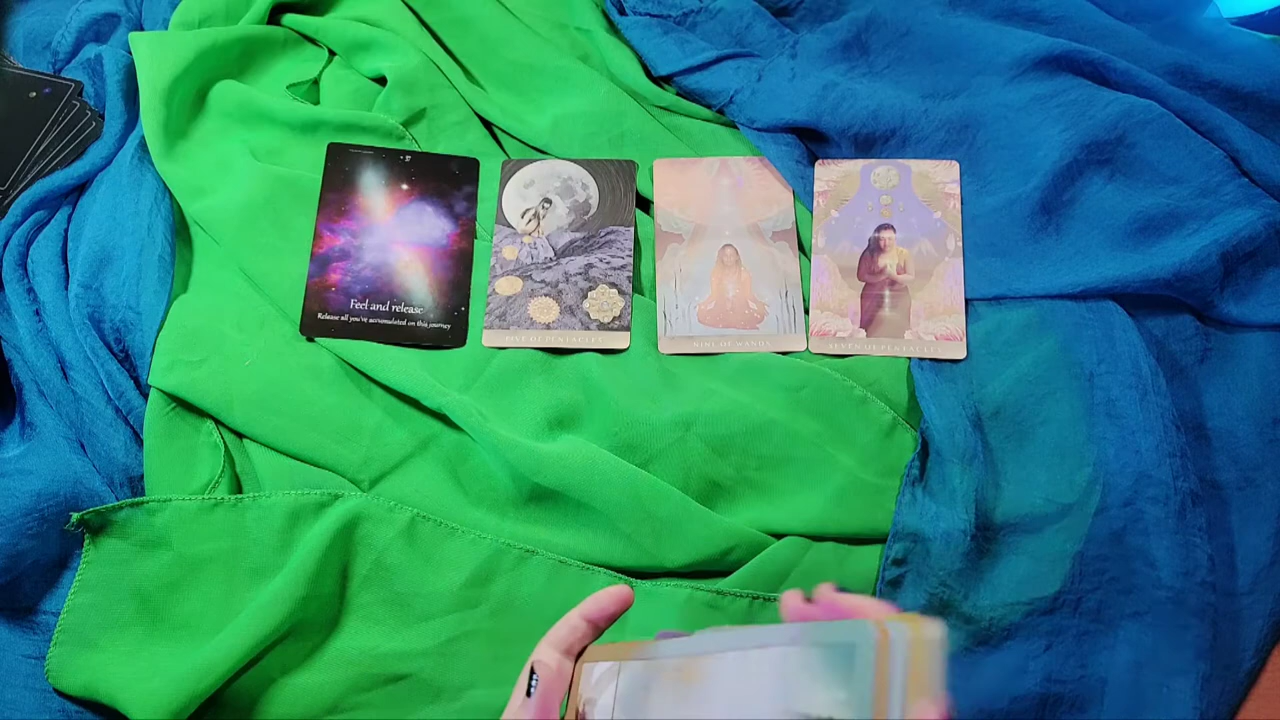 37
Feel and release
Release all you've accumulated on this journey
FIVE OF PENTACLES
NINE OF WANDS
SEVEN OF PENTACLES